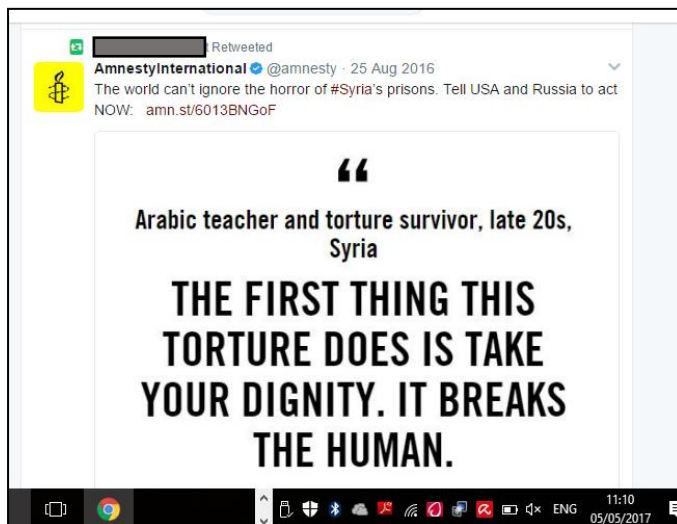 Retweeted
AmnestyInternational @amnesty · 25 Aug 2016
The world can't ignore the horror of #Syria's prisons. Tell USA and Russia to act
NOW: amn.st/6013BNGoF
“
Arabic teacher and torture survivor, late 20s,
Syria
THE FIRST THING THIS
TORTURE DOES IS TAKE
YOUR DIGNITY. IT BREAKS
THE HUMAN.
ENG
11:10
05/05/2017